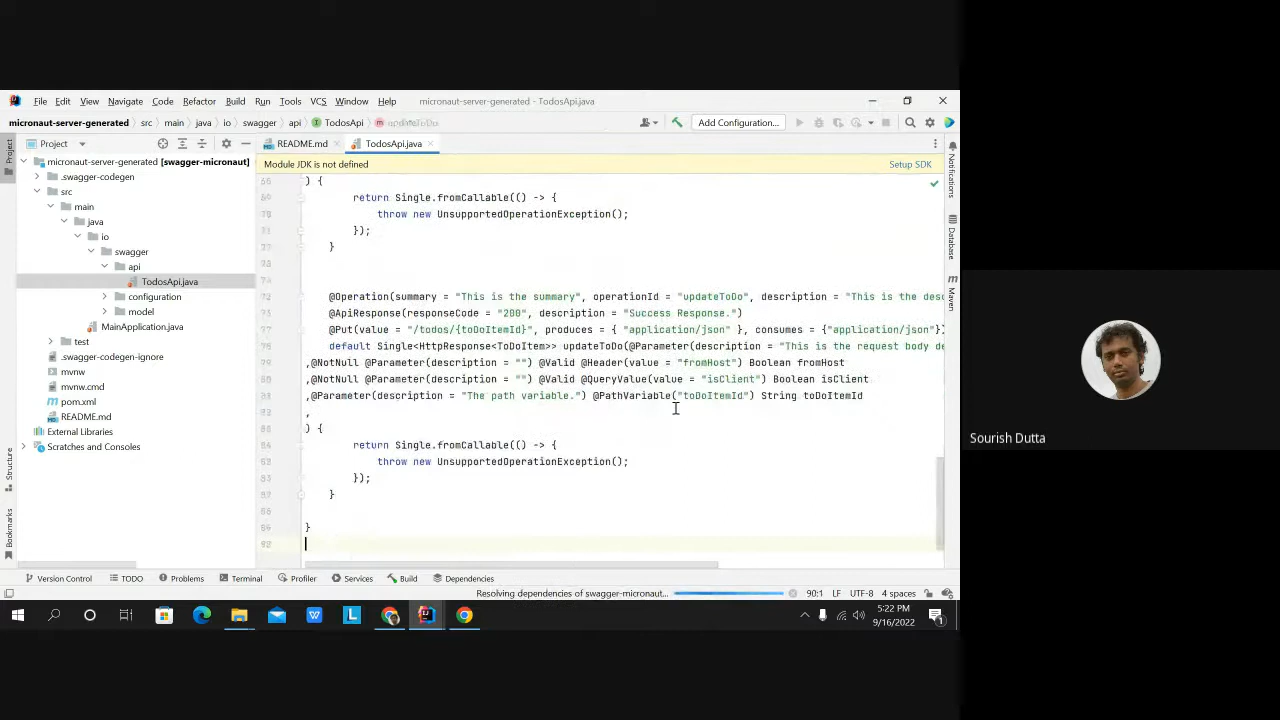 File Edit View Navigate Code Refactor Build Run Tools VCS Window Help micronaut-server-generated - TodosApi.java
micronaut-server-generated src main java io swagger api TodosApi updateToDo Add Configuration...
Project
README.md
TodosApi.java
Project
Structure
Bookmarks
micronaut-server-generated [swagger-micronaut]
.swagger-codegen
src
main
java
io
swagger
api
TodosApi.java
configuration
model
MainApplication.java
test
.swagger-codegen-ignore
mvnw
mvnw.cmd
pom.xml
README.md
External Libraries
Scratches and Consoles
Module JDK is not defined Setup SDK
) {
return Single.fromCallable(() -> {
throw new UnsupportedOperationException();
});
}
@Operation(summary = "This is the summary", operationId = "updateToDo", description = "This is the desc
@ApiResponse(responseCode = "200", description = "Success Response.")
@Put(value = "/todos/{toDoItemId}", produces = { "application/json" }, consumes = {"application/json"})
default Single<HttpResponse<ToDoItem>> updateToDo(@Parameter(description = "This is the request body de
,@NotNull @Parameter(description = "") @Valid @Header(value = "fromHost") Boolean fromHost
,@NotNull @Parameter(description = "") @Valid @QueryValue(value = "isClient") Boolean isClient
,@Parameter(description = "The path variable.") @PathVariable("toDoItemId") String toDoItemId
,
) {
return Single.fromCallable(() -> {
throw new UnsupportedOperationException();
});
}
}
Notifications
Database
Maven
Version Control TODO Problems Terminal Profiler Services Build Dependencies
Resolving dependencies of swagger-micronaut... 90:1 LF UTF-8 4 spaces
5:22 PM
9/16/2022
Sourish Dutta